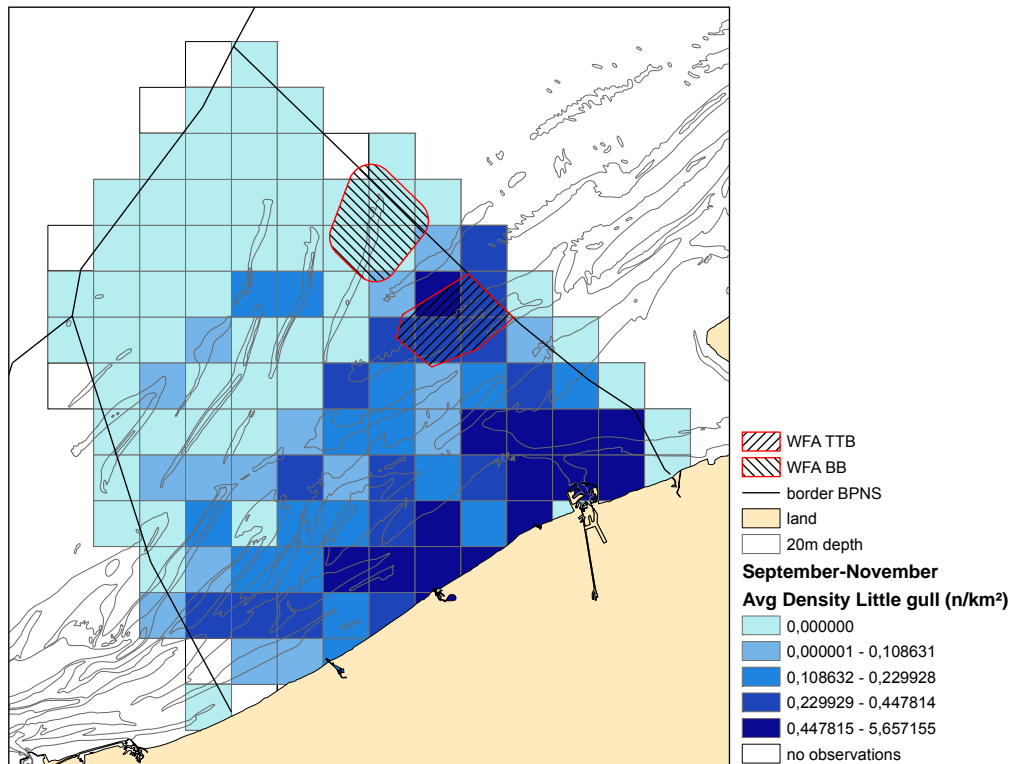 WFA TTB
WFA BB
border BPNS
land
20m depth
September-November
Avg Density Little gull (n/km²)
0,000000
0,000001 - 0,108631
0,108632 - 0,229928
0,229929 - 0,447814
0,447815 - 5,657155
no observations